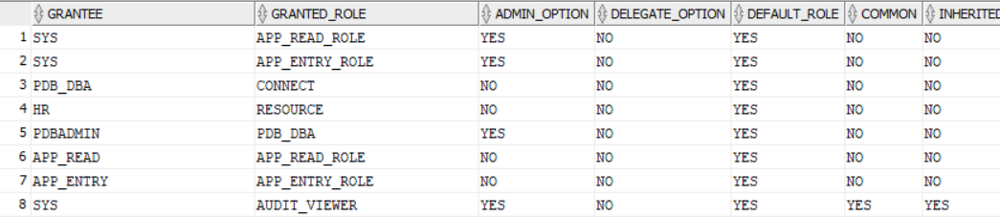 GRANTEE GRANTED_ROLE ADMIN_OPTION DELEGATE_OPTION DEFAULT_ROLE COMMON INHERITED
1 SYS APP_READ_ROLE YES NO YES NO NO
2 SYS APP_ENTRY_ROLE YES NO YES NO NO
3 PDB_DBA CONNECT NO NO YES NO NO
4 HR RESOURCE NO NO YES NO NO
5 PDBADMIN PDB_DBA YES NO YES NO NO
6 APP_READ APP_READ_ROLE NO NO YES NO NO
7 APP_ENTRY APP_ENTRY_ROLE NO NO YES NO NO
8 SYS AUDIT_VIEWER YES NO YES YES YES